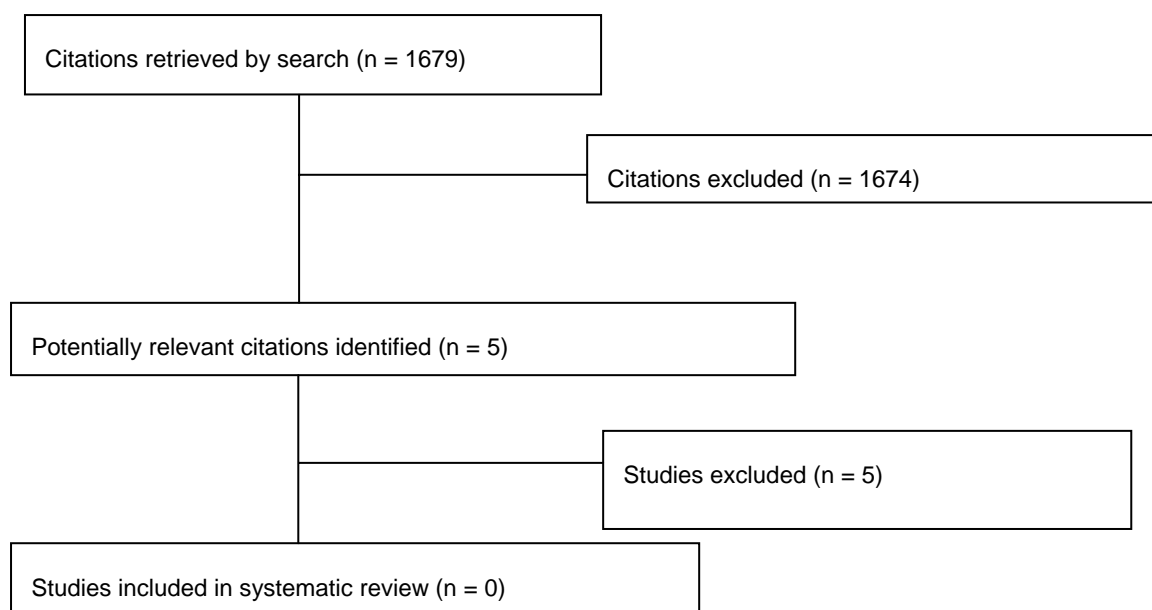 Citations retrieved by search (n = 1679)
Citations excluded (n = 1674)
Potentially relevant citations identified (n = 5)
Studies excluded (n = 5)
Studies included in systematic review (n = 0)